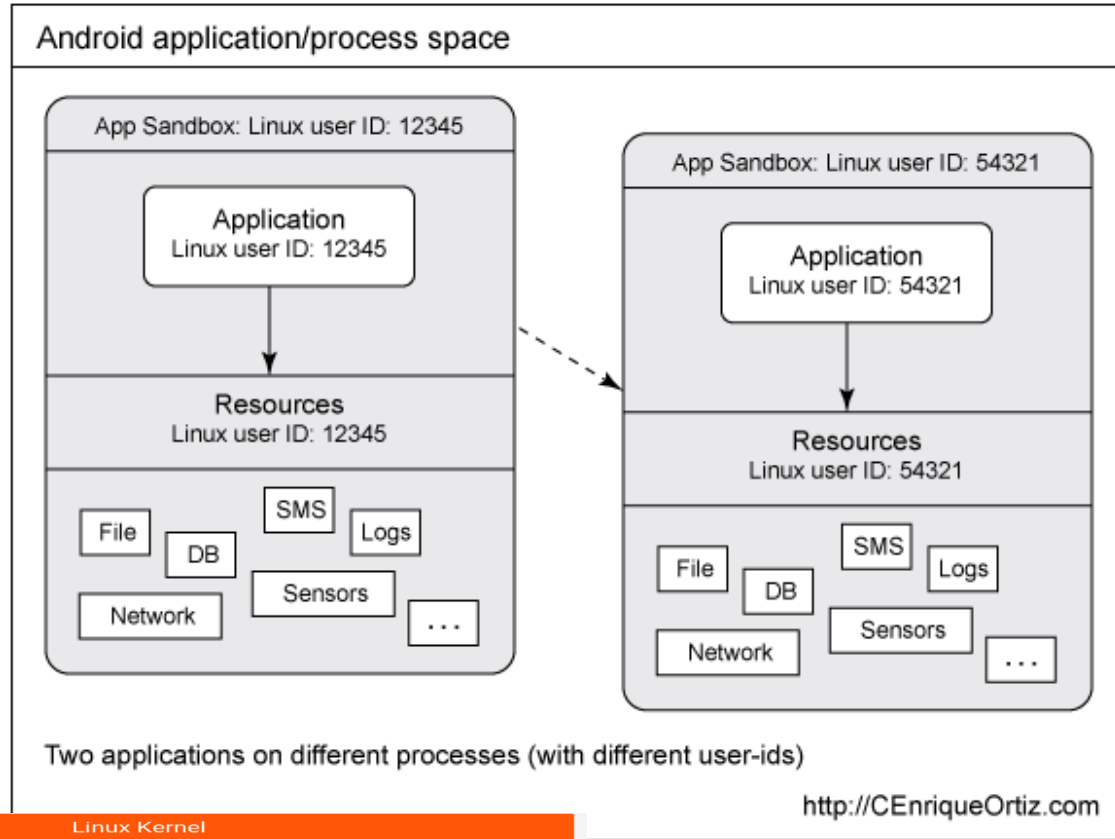 Android application/process space
App Sandbox: Linux user ID: 12345
Application
Linux user ID: 12345
Resources
Linux user ID: 12345
File
DB
SMS
Logs
Network
Sensors
...
App Sandbox: Linux user ID: 54321
Application
Linux user ID: 54321
Resources
Linux user ID: 54321
File
DB
SMS
Logs
Network
Sensors
...
Two applications on different processes (with different user-ids)
http://CEnriqueOrtiz.com
Linux Kernel